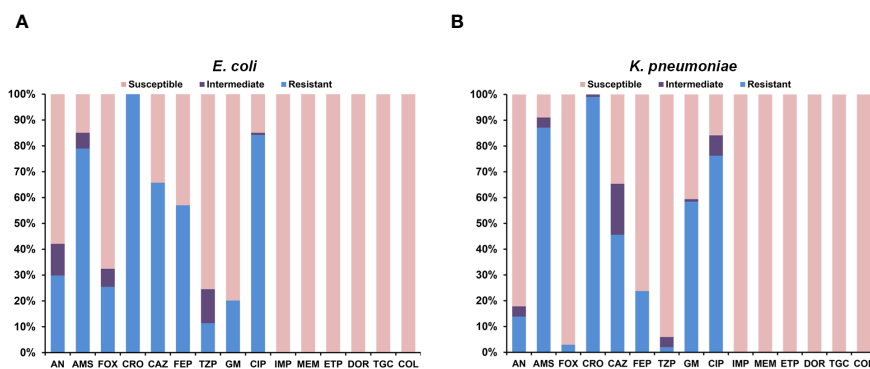 A
B
E. coli
Susceptible Intermediate Resistant
100%
90%
80%
70%
60%
50%
40%
30%
20%
10%
0%
AN AMS FOX CRO CAZ FEP TZP GM CIP IMP MEM ETP DOR TGC COL
K. pneumoniae
Susceptible Intermediate Resistant
100%
90%
80%
70%
60%
50%
40%
30%
20%
10%
0%
AN AMS FOX CRO CAZ FEP TZP GM CIP IMP MEM ETP DOR TGC COL